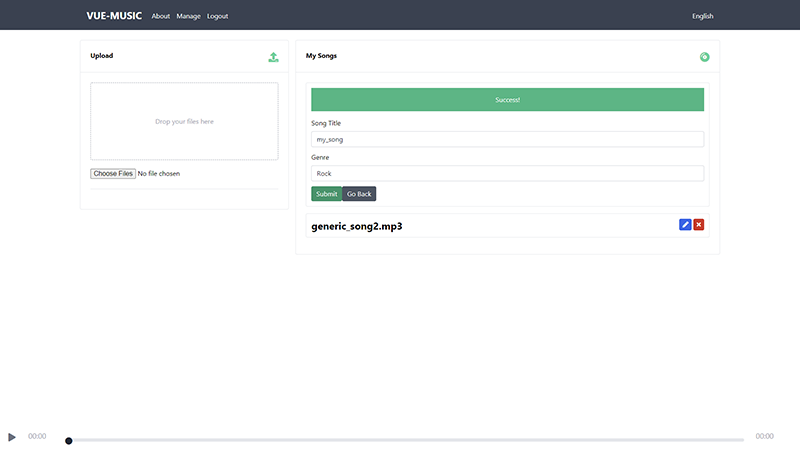 VUE-MUSIC About Manage Logout English
Upload
Drop your files here
Choose Files No file chosen
My Songs
Success!
Song Title
my_song
Genre
Rock
Submit Go Back
generic_song2.mp3
00:00 00:00